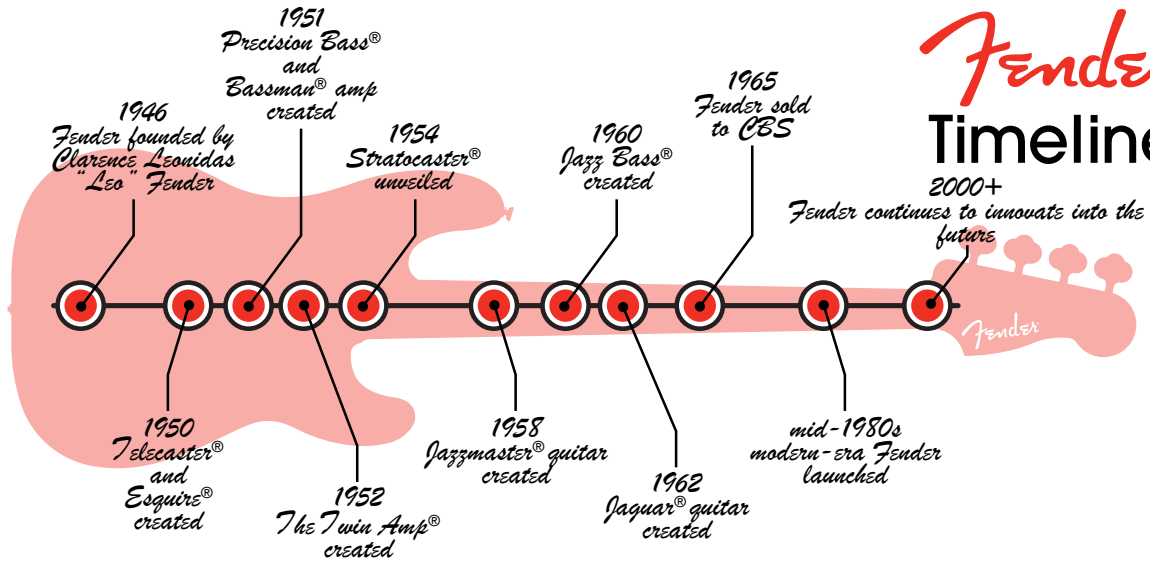 Fende
Timeline
1946
Fender founded by
Clarence Leonidas
"Leo" Fender
1950
Telecaster®
and
Esquire®
created
1951
Precision Bass®
and
Bassman® amp
created
1952
The Twin Amp®
created
1954
Stratocaster®
unveiled
1958
Jazzmaster® guitar
created
1960
Jazz Bass®
created
1962
Jaguar® guitar
created
1965
Fender sold
to CBS
mid-1980s
modern-era Fender
launched
2000+
Fender continues to innovate into the
future
Fender